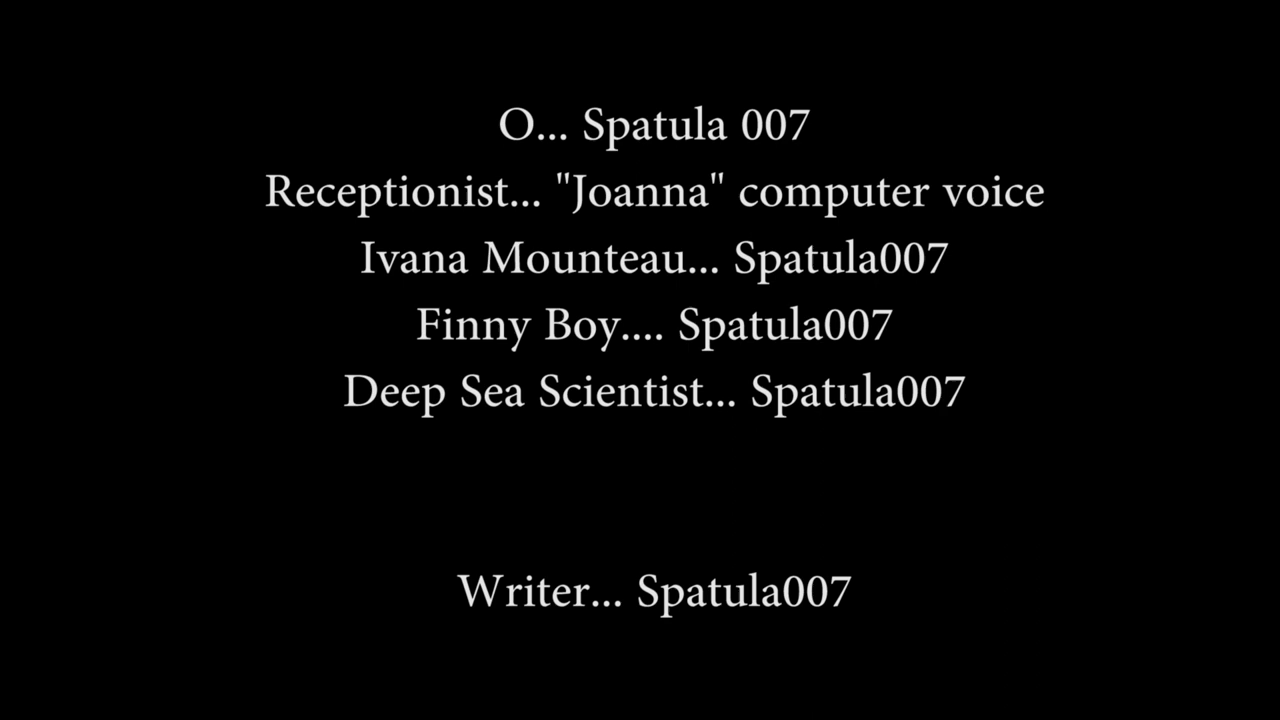 O... Spatula 007
Receptionist... "Joanna" computer voice
Ivana Mounteau... Spatula007
Finny Boy.... Spatula007
Deep Sea Scientist... Spatula007
Writer... Spatula007